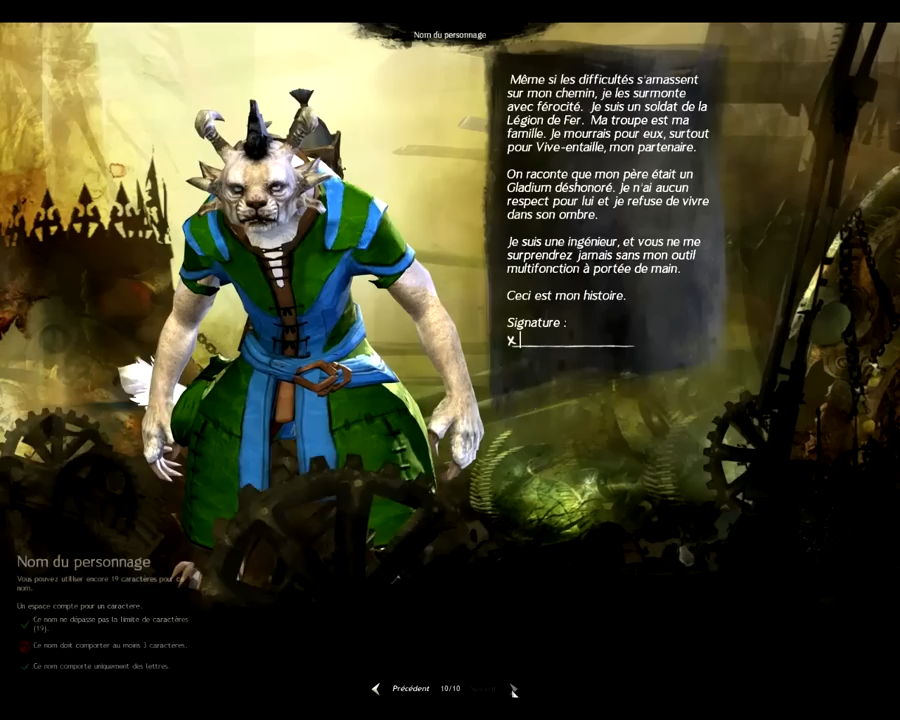 Nom du personnage
Même si les difficultés s'amassent
sur mon chemin, je les surmonte
avec férocité. Je suis un soldat de la
Légion de Fer. Ma troupe est ma
famille. Je mourrais pour eux, surtout
pour Vive-entaille, mon partenaire.
On raconte que mon père était un
Gladium déshonoré. Je n'ai aucun
respect pour lui et je refuse de vivre
dans son ombre.
Je suis une ingénieur, et vous ne me
surprendrez jamais sans mon outil
multifonction à portée de main.
Ceci est mon histoire.
Signature :
x
Nom du personnage
Vous pouvez utiliser encore 19 caractères pour ce
nom.
Un espace compte pour un caractère.
Ce nom ne dépasse pas la limite de caractères
(19).
Ce nom doit comporter au moins 3 caractères.
Ce nom comporte uniquement des lettres.
Précédent 10/10